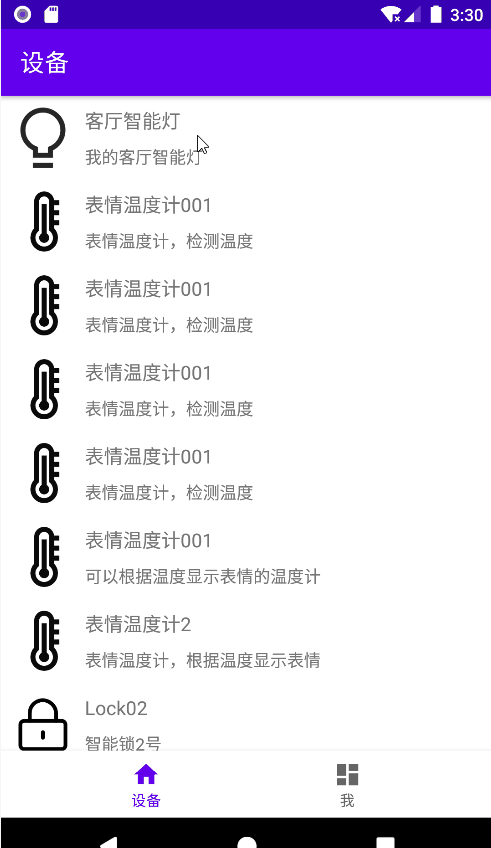 3:30
设备
客厅智能灯
我的客厅智能灯
表情温度计001
表情温度计，检测温度
表情温度计001
表情温度计，检测温度
表情温度计001
表情温度计，检测温度
表情温度计001
表情温度计，检测温度
表情温度计001
可以根据温度显示表情的温度计
表情温度计2
表情温度计，根据温度显示表情
Lock02
智能锁2号
设备
我